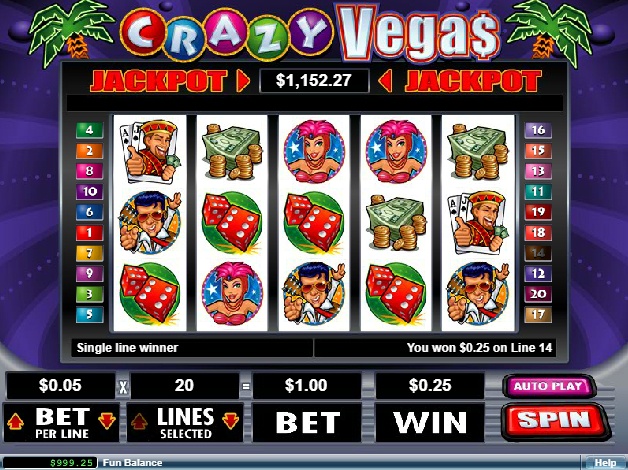 CRAZY Vega$
JACKPOT $1,152.27 JACKPOT
4 16
2 15
8 13
10 11
6 19
1 18
7 14
9 12
3 20
5 17
Single line winner You won $0.25 on Line 14
$0.05 X 20 = $1.00 $0.25 AUTO PLAY
BET PER LINE LINES SELECTED BET WIN SPIN
$999.25 Fun Balance Help